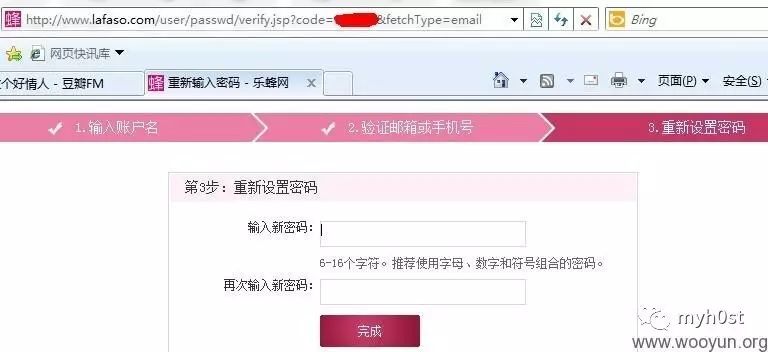 蜂 http://www.lafaso.com/user/passwd/verify.jsp?code= &fetchType=email Bing
网页快讯库
个好情人 - 豆瓣FM 蜂 重新输入密码 - 乐蜂网 页面(P) 安全(S)
1.输入账户名 2.验证邮箱或手机号 3.重新设置密码
第3步：重新设置密码
输入新密码：
6-16个字符。推荐使用字母、数字和符号组合的密码。
再次输入新密码：
完成
myh0st
www.wooyun.org